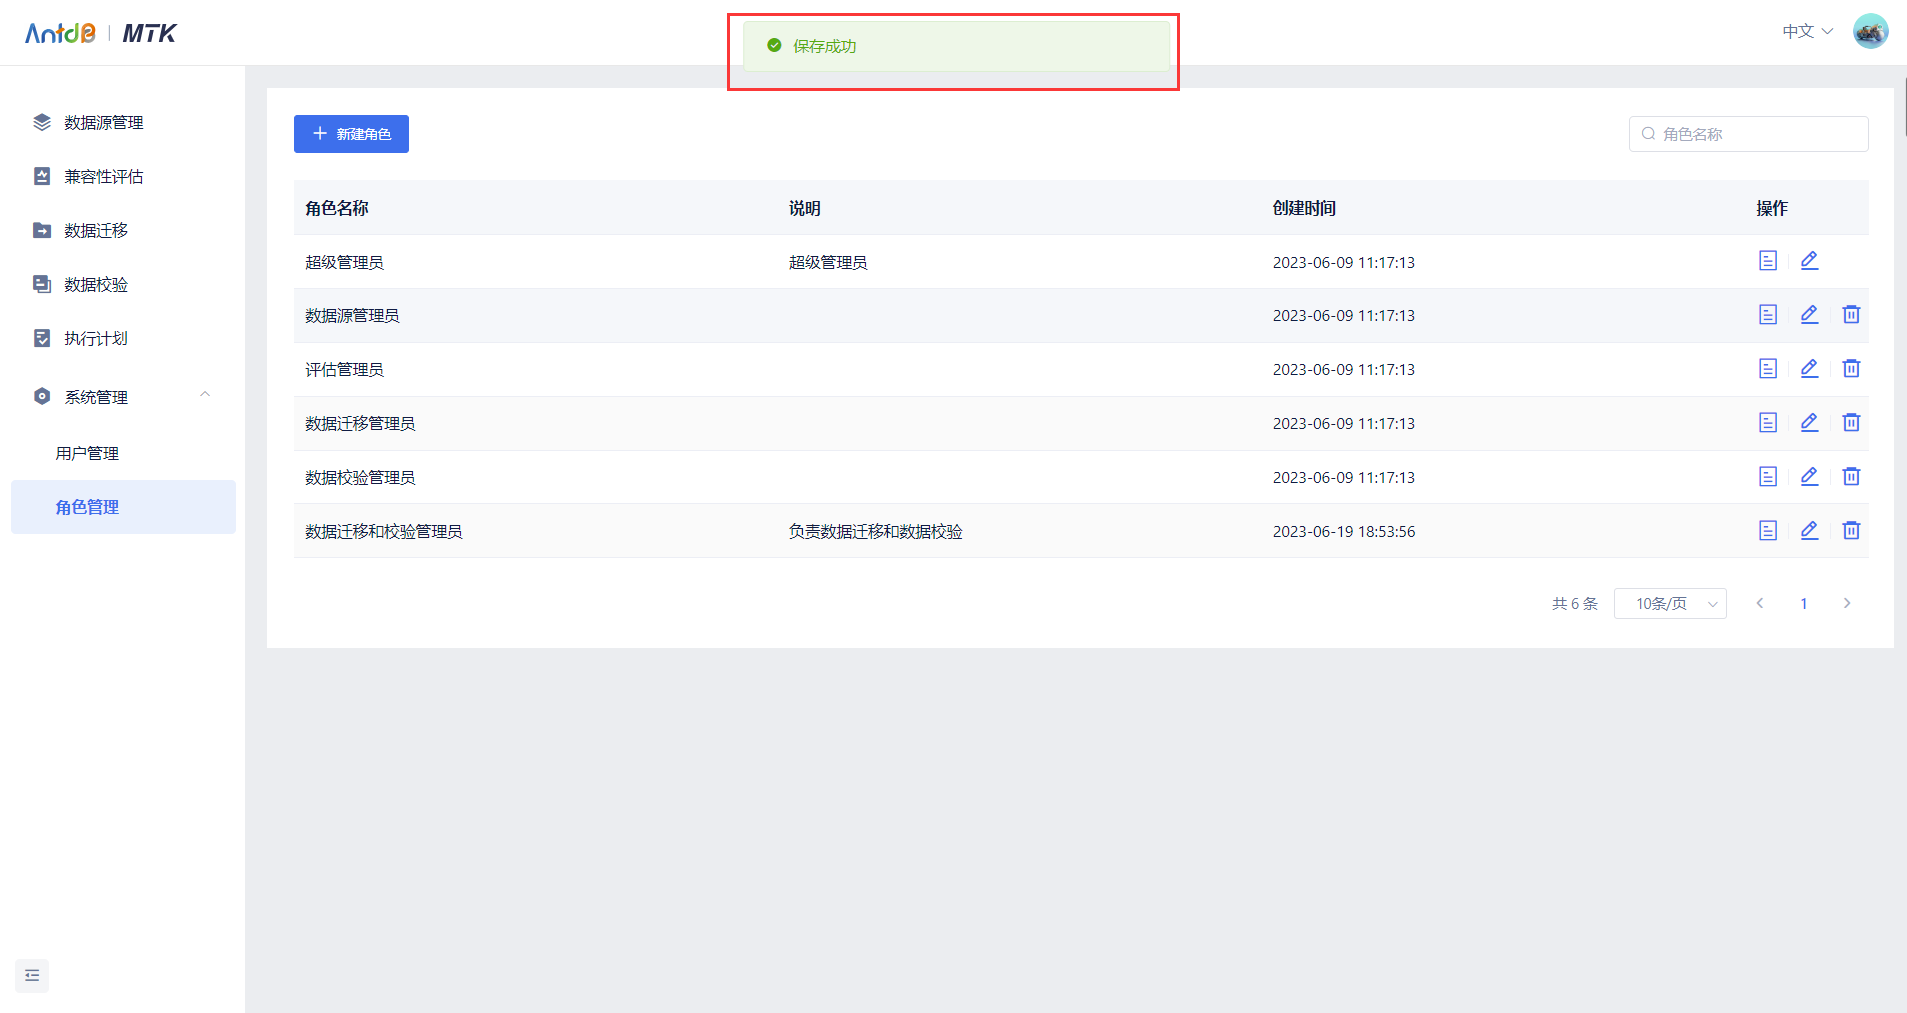 AntdB | MTK
保存成功
中文
数据源管理
兼容性评估
数据迁移
数据校验
执行计划
系统管理
用户管理
角色管理
新建角色
角色名称
角色名称 说明 创建时间 操作
超级管理员 超级管理员 2023-06-09 11:17:13
数据源管理员 2023-06-09 11:17:13
评估管理员 2023-06-09 11:17:13
数据迁移管理员 2023-06-09 11:17:13
数据校验管理员 2023-06-09 11:17:13
数据迁移和校验管理员 负责数据迁移和数据校验 2023-06-19 18:53:56
共 6 条 10条/页 1